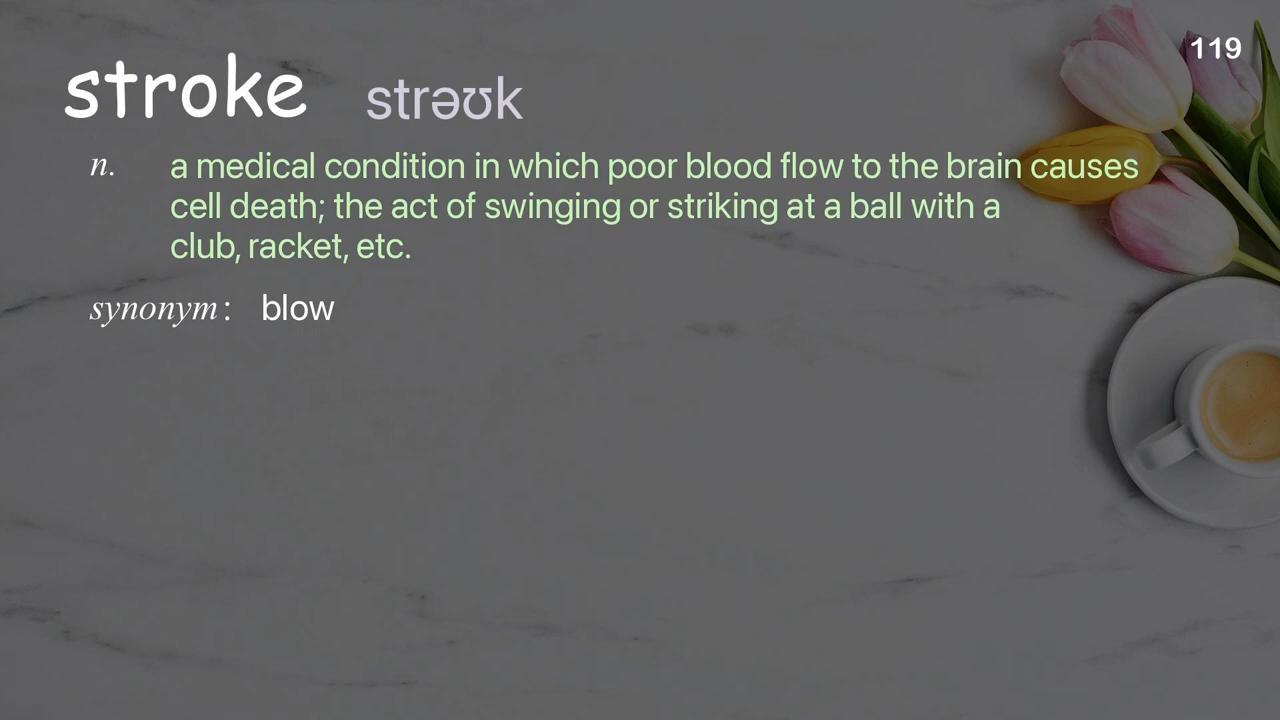 119
stroke strəʊk
n. a medical condition in which poor blood flow to the brain causes
cell death; the act of swinging or striking at a ball with a
club, racket, etc.
synonym: blow